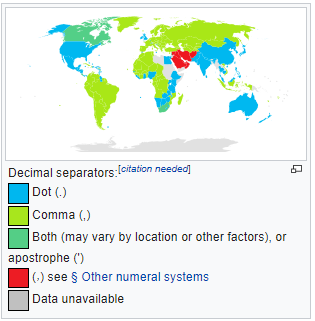 Decimal separators:[citation needed]
Dot (.)
Comma (,)
Both (may vary by location or other factors), or
apostrophe (')
(٫) see § Other numeral systems
Data unavailable